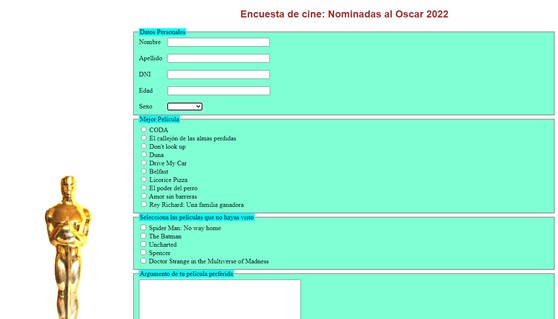 Encuesta de cine: Nominadas al Oscar 2022
Datos Personales
Nombre
Apellido
DNI
Edad
Sexo
Mejor Película
CODA
El callejón de las almas perdidas
Don't look up
Duna
Drive My Car
Belfast
Licorice Pizza
El poder del perro
Amor sin barreras
Rey Richard: Una familia ganadora
Selecciona las películas que no hayas visto
Spider Man: No way home
The Batman
Uncharted
Spencer
Doctor Strange in the Multiverse of Madness
Argumento de tu película preferida